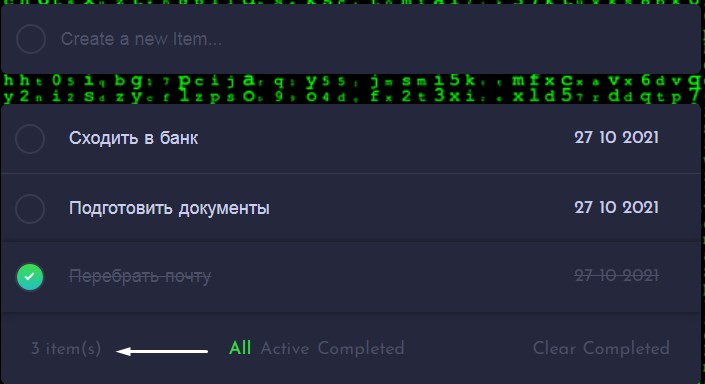 Create a new Item...
Сходить в банк 27 10 2021
Подготовить документы 27 10 2021
Перебрать почту 27 10 2021
3 item(s) All Active Completed Clear Completed